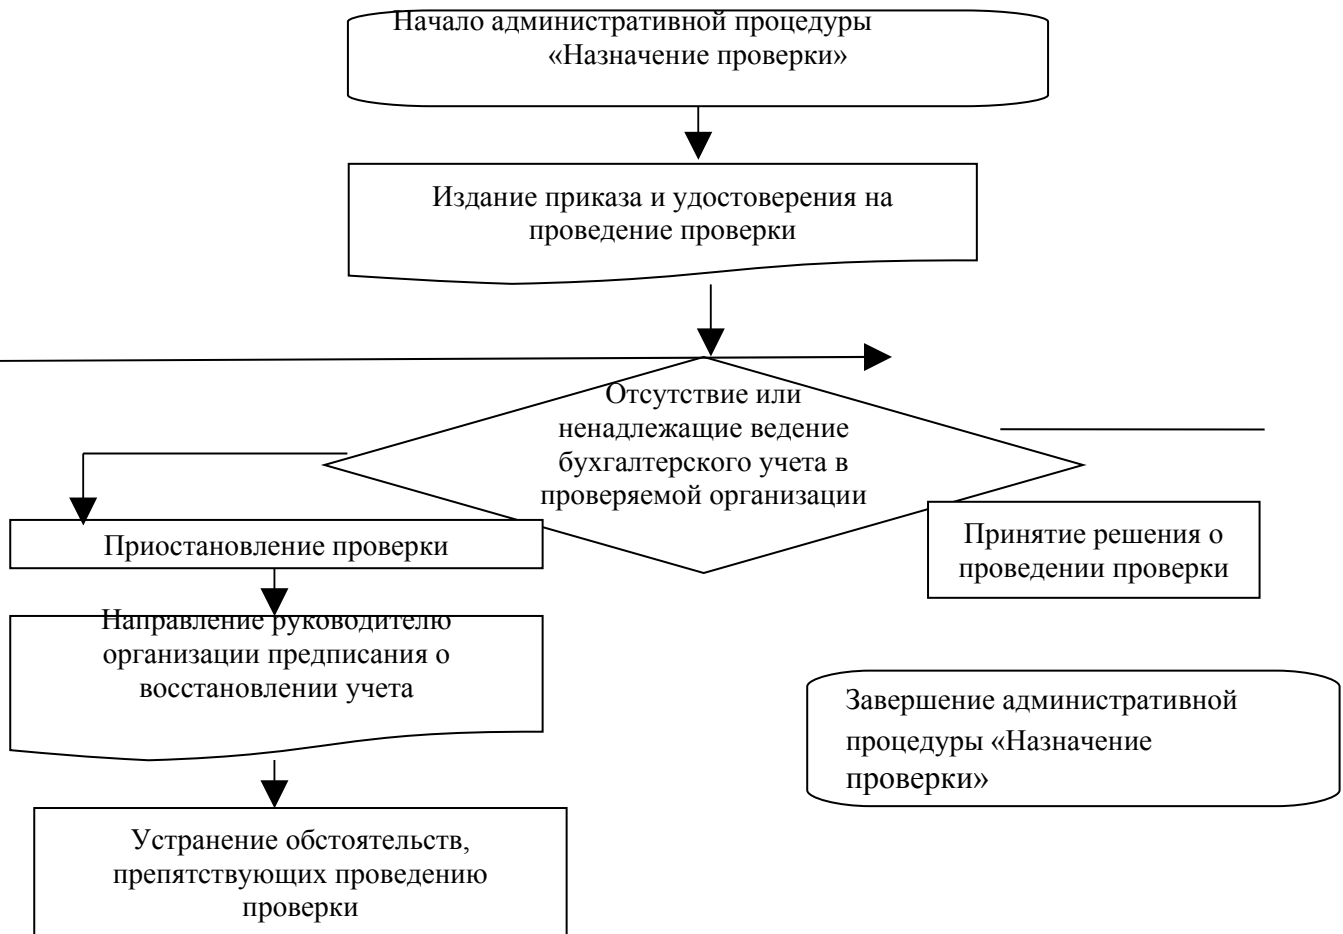 Начало административной процедуры
«Назначение проверки»
Издание приказа и удостоверения на
проведение проверки
Отсутствие или
ненадлежащие ведение
бухгалтерского учета в
проверяемой организации
Приостановление проверки
Принятие решения о
проведении проверки
Направление руководителю
организации предписания о
восстановлении учета
Завершение административной
процедуры «Назначение
проверки»
Устранение обстоятельств,
препятствующих проведению
проверки